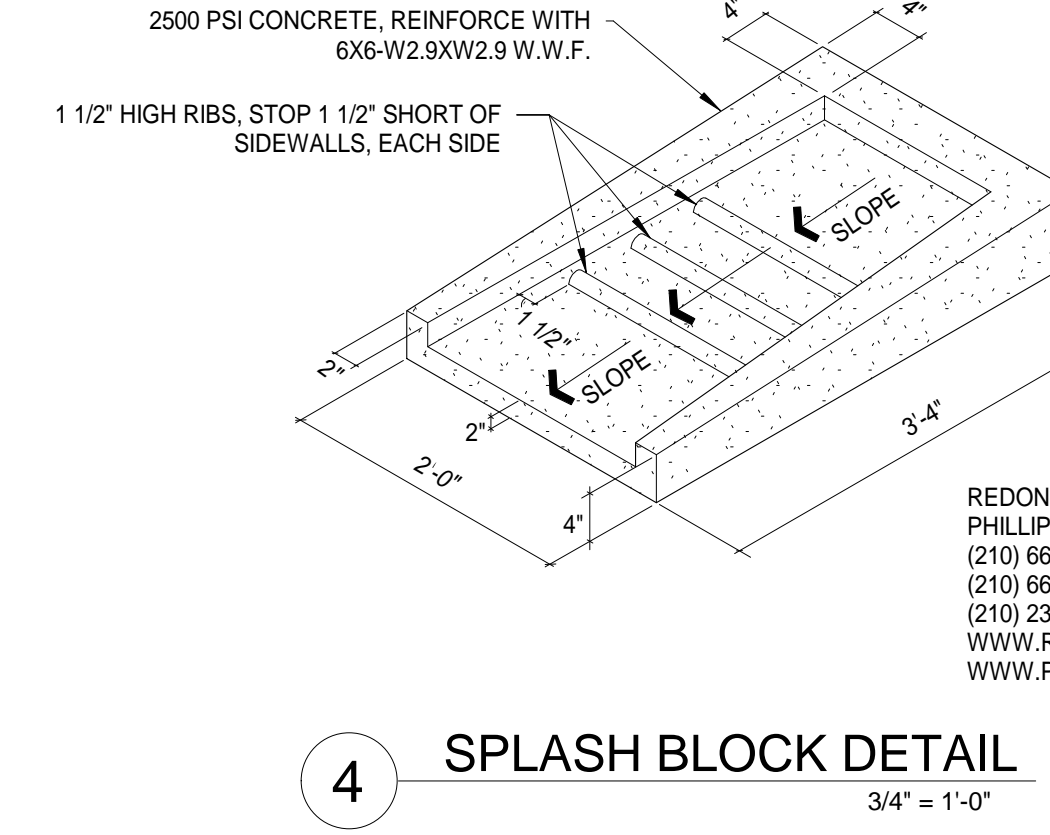 4"
4"
2500 PSI CONCRETE, REINFORCE WITH
6X6-W2.9XW2.9 W.W.F.
1 1/2" HIGH RIBS, STOP 1 1/2" SHORT OF
SIDEWALLS, EACH SIDE
SLOPE
1 1/2"
SLOPE
2"
2"
2'-0"
4"
3'-4"
REDON
PHILLIP
(210) 66
(210) 66
(210) 23
WWW.R
WWW.P
4
SPLASH BLOCK DETAIL
3/4" = 1'-0"